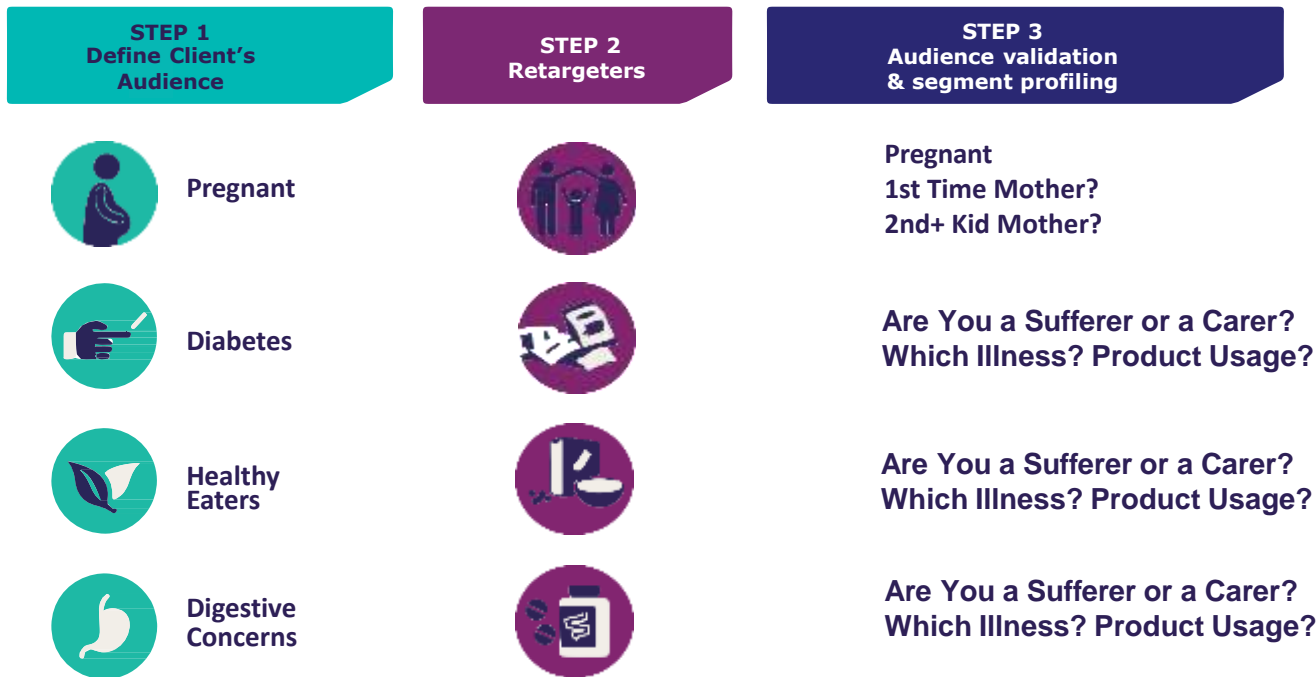 STEP 1
Define Client’s
Audience
STEP 2
Retargeters
STEP 3
Audience validation
& segment profiling
Pregnant
Pregnant
1st Time Mother?
2nd+ Kid Mother?
Diabetes
Are You a Sufferer or a Carer?
Which Illness? Product Usage?
Healthy
Eaters
Are You a Sufferer or a Carer?
Which Illness? Product Usage?
Digestive
Concerns
Are You a Sufferer or a Carer?
Which Illness? Product Usage?